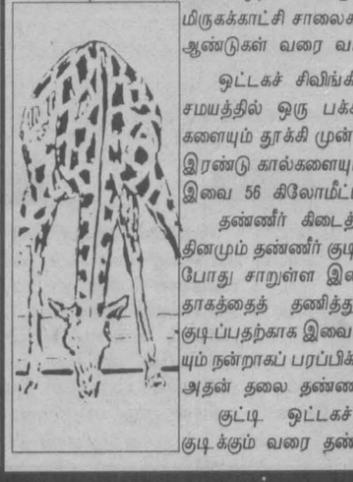 மிருகக்காட்சி சாலைக
ஆண்டுகள் வரை வ
ஒட்டகச் சிவிங்கி
சமயத்தில் ஒரு பக்க
களையும் தூக்கி முன்
இரண்டு கால்களையு
இவை 56 கிலோமீட்
தண்ணீர் கிடைத்
தினமும் தண்ணீர் குடி
போது சாறுள்ள இ
தாகத்தைத் தணித்து
குடிப்பதற்காக இவை
யும் நன்றாகப் பரப்பிக்
அதன் தலை தண்ண
குட்டி ஒட்டகச்
குடிக்கும் வரை தண்